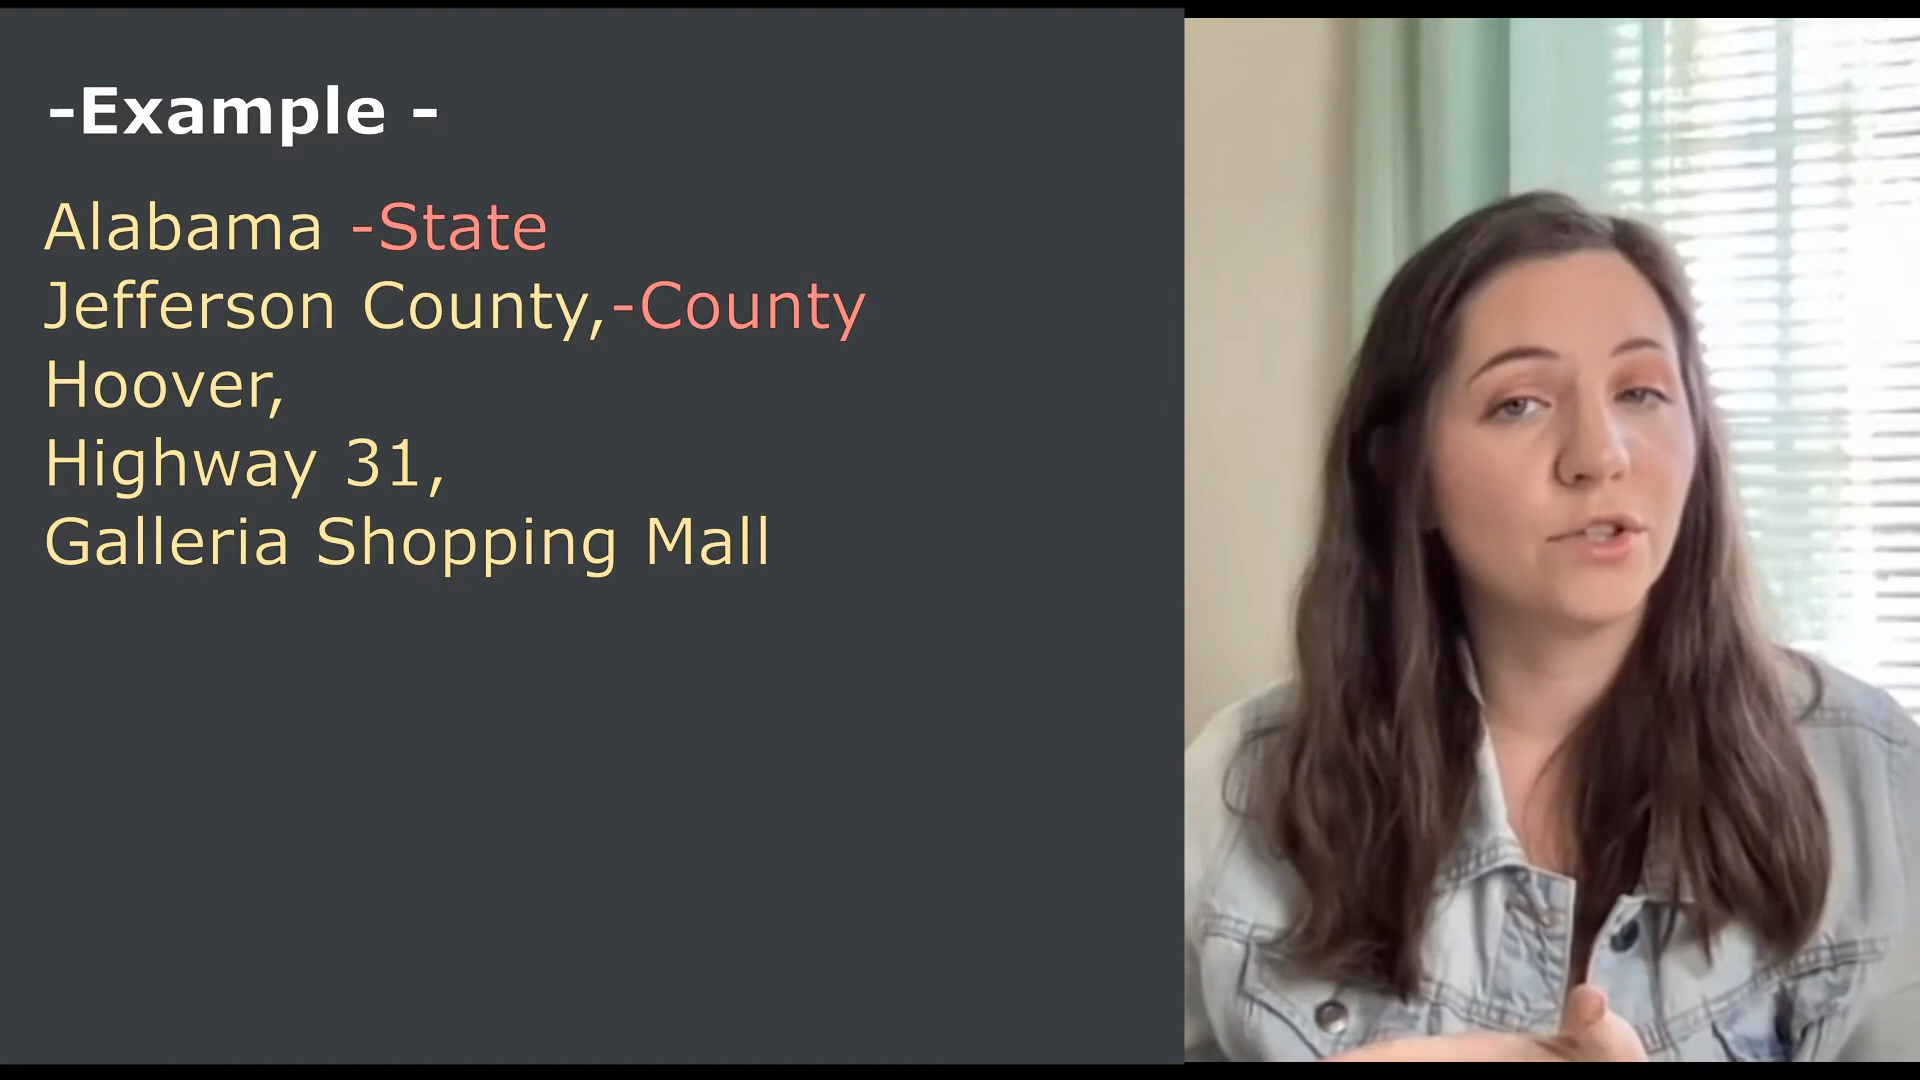 -Example -
Alabama -State
Jefferson County,-County
Hoover,
Highway 31,
Galleria Shopping Mall